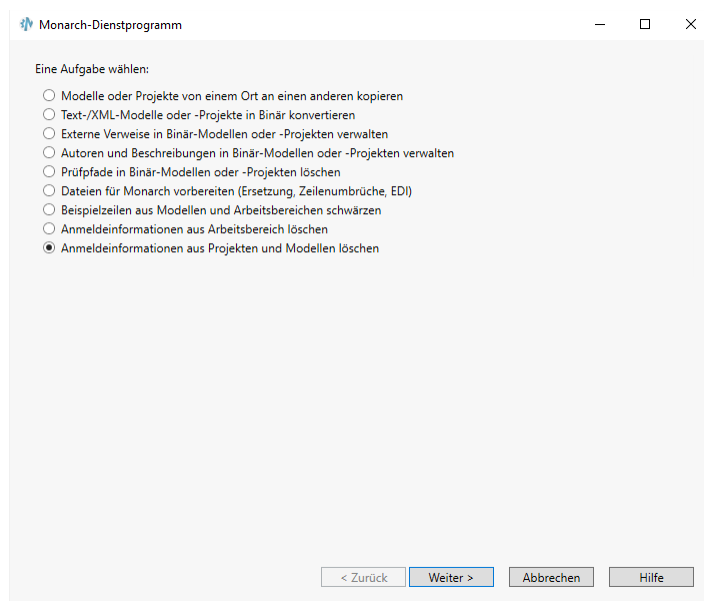 Monarch-Dienstprogramm
Eine Aufgabe wählen:
Modelle oder Projekte von einem Ort an einen anderen kopieren
Text-/XML-Modelle oder -Projekte in Binär konvertieren
Externe Verweise in Binär-Modellen oder -Projekten verwalten
Autoren und Beschreibungen in Binär-Modellen oder -Projekten verwalten
Prüfpfade in Binär-Modellen oder -Projekten löschen
Dateien für Monarch vorbereiten (Ersetzung, Zeilenumbrüche, EDI)
Beispielzeilen aus Modellen und Arbeitsbereichen schwärzen
Anmeldeinformationen aus Arbeitsbereich löschen
Anmeldeinformationen aus Projekten und Modellen löschen
< Zurück Weiter > Abbrechen Hilfe